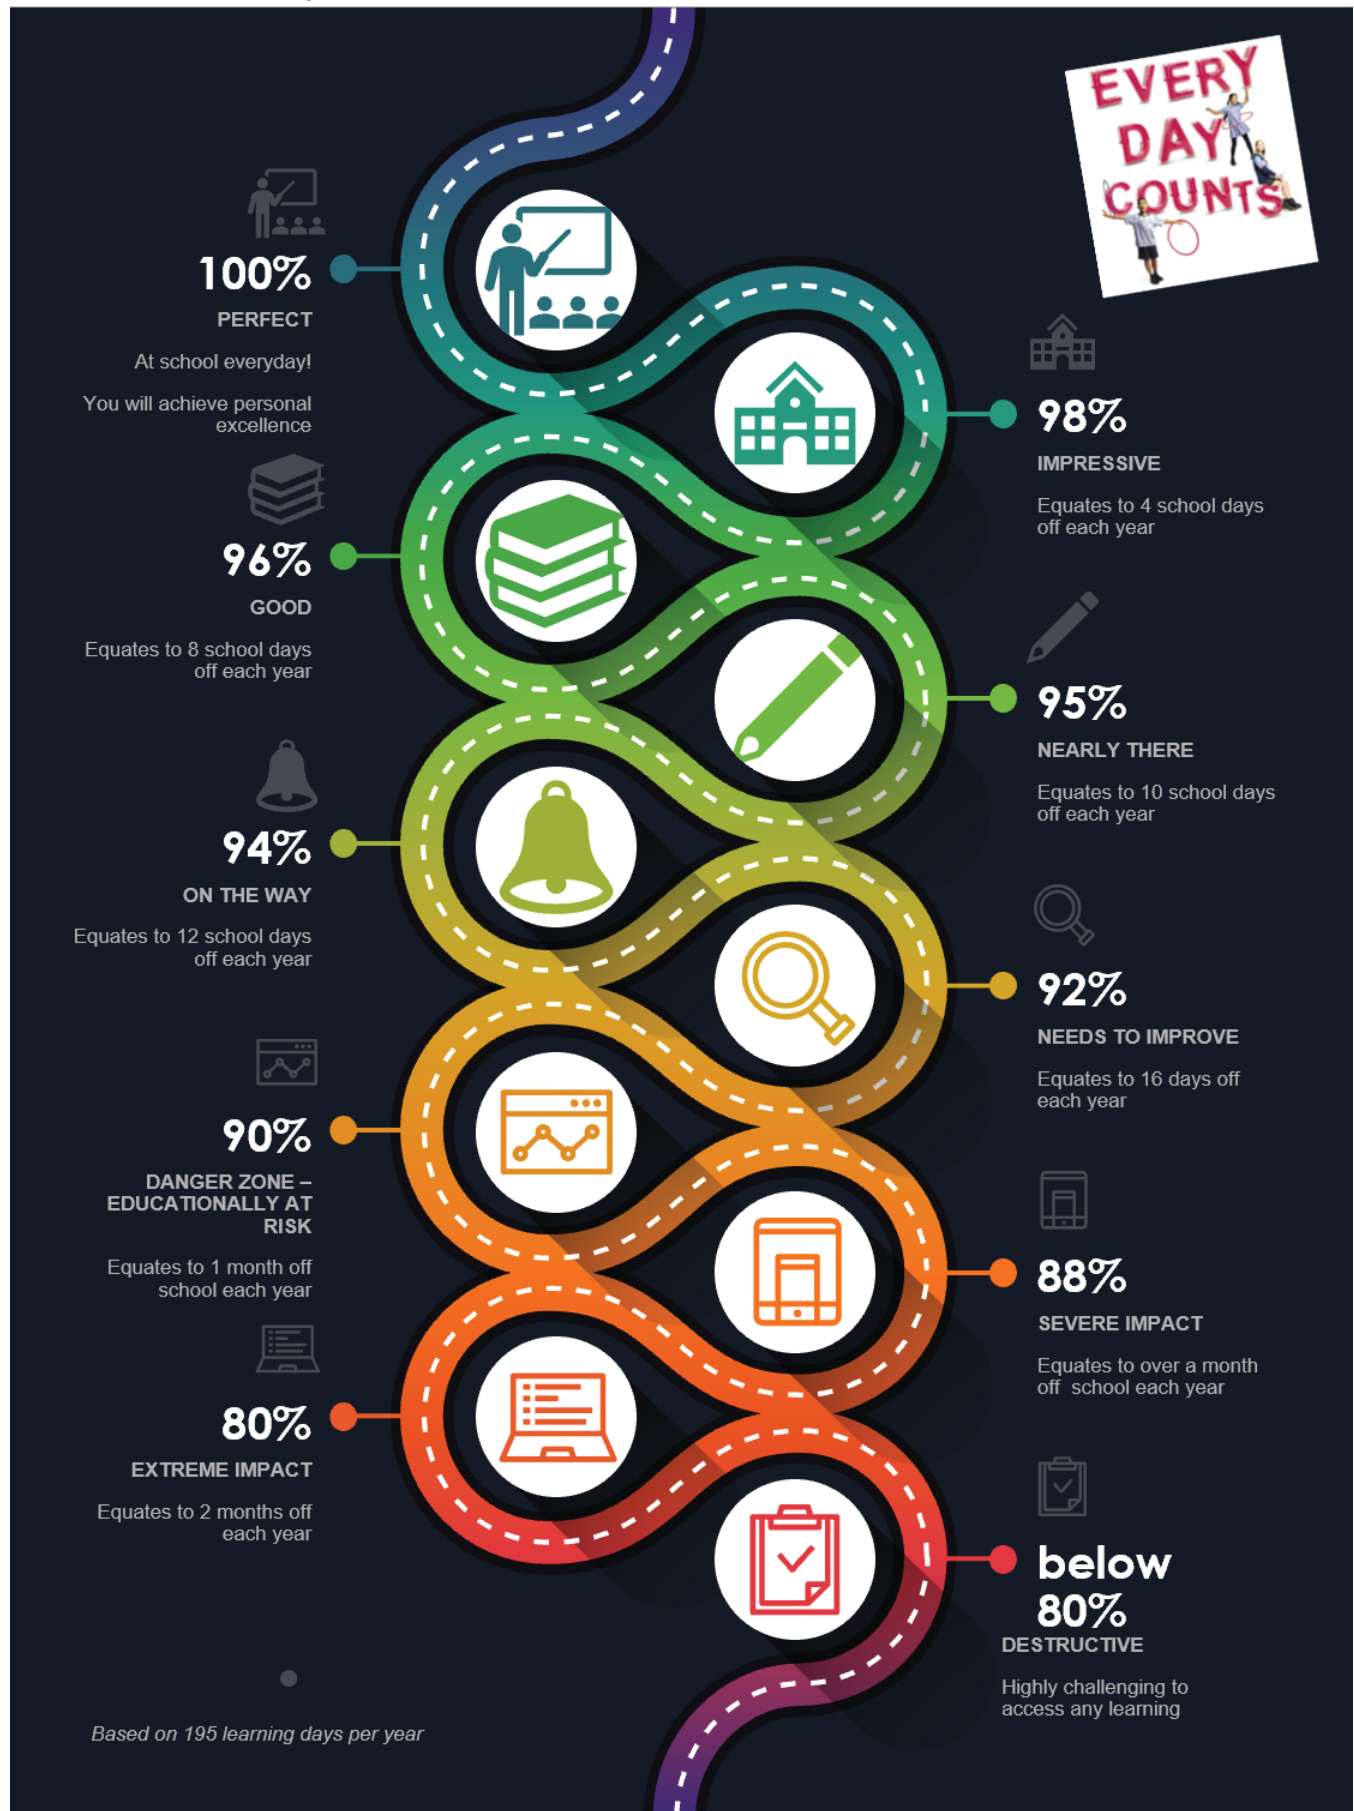 EVERY
DAY
COUNTS
100%
PERFECT
At school everyday!
You will achieve personal
excellence
98%
IMPRESSIVE
Equates to 4 school days
off each year
96%
GOOD
Equates to 8 school days
off each year
95%
NEARLY THERE
Equates to 10 school days
off each year
94%
ON THE WAY
Equates to 12 school days
off each year
92%
NEEDS TO IMPROVE
Equates to 16 days off
each year
90%
DANGER ZONE –
EDUCATIONALLY AT
RISK
Equates to 1 month off
school each year
88%
SEVERE IMPACT
Equates to over a month
off  school each year
80%
EXTREME IMPACT
Equates to 2 months off
each year
below
80%
DESTRUCTIVE
Highly challenging to
access any learning
Based on 195 learning days per year